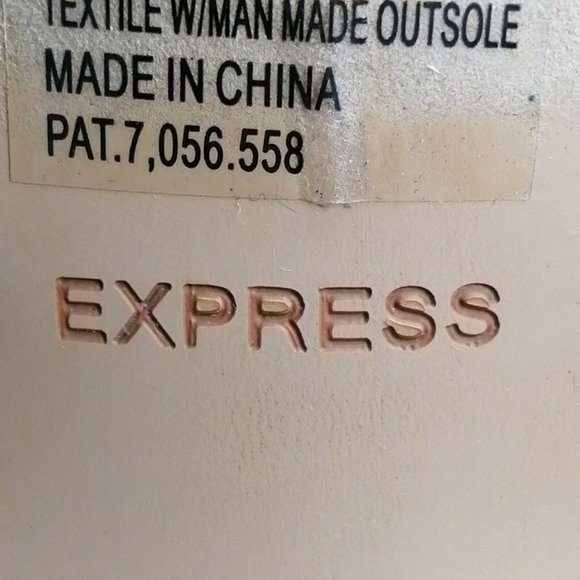 TEXTILE W/MAN MADE OUTSOLE
MADE IN CHINA
PAT.7,056.558
EXPRESS